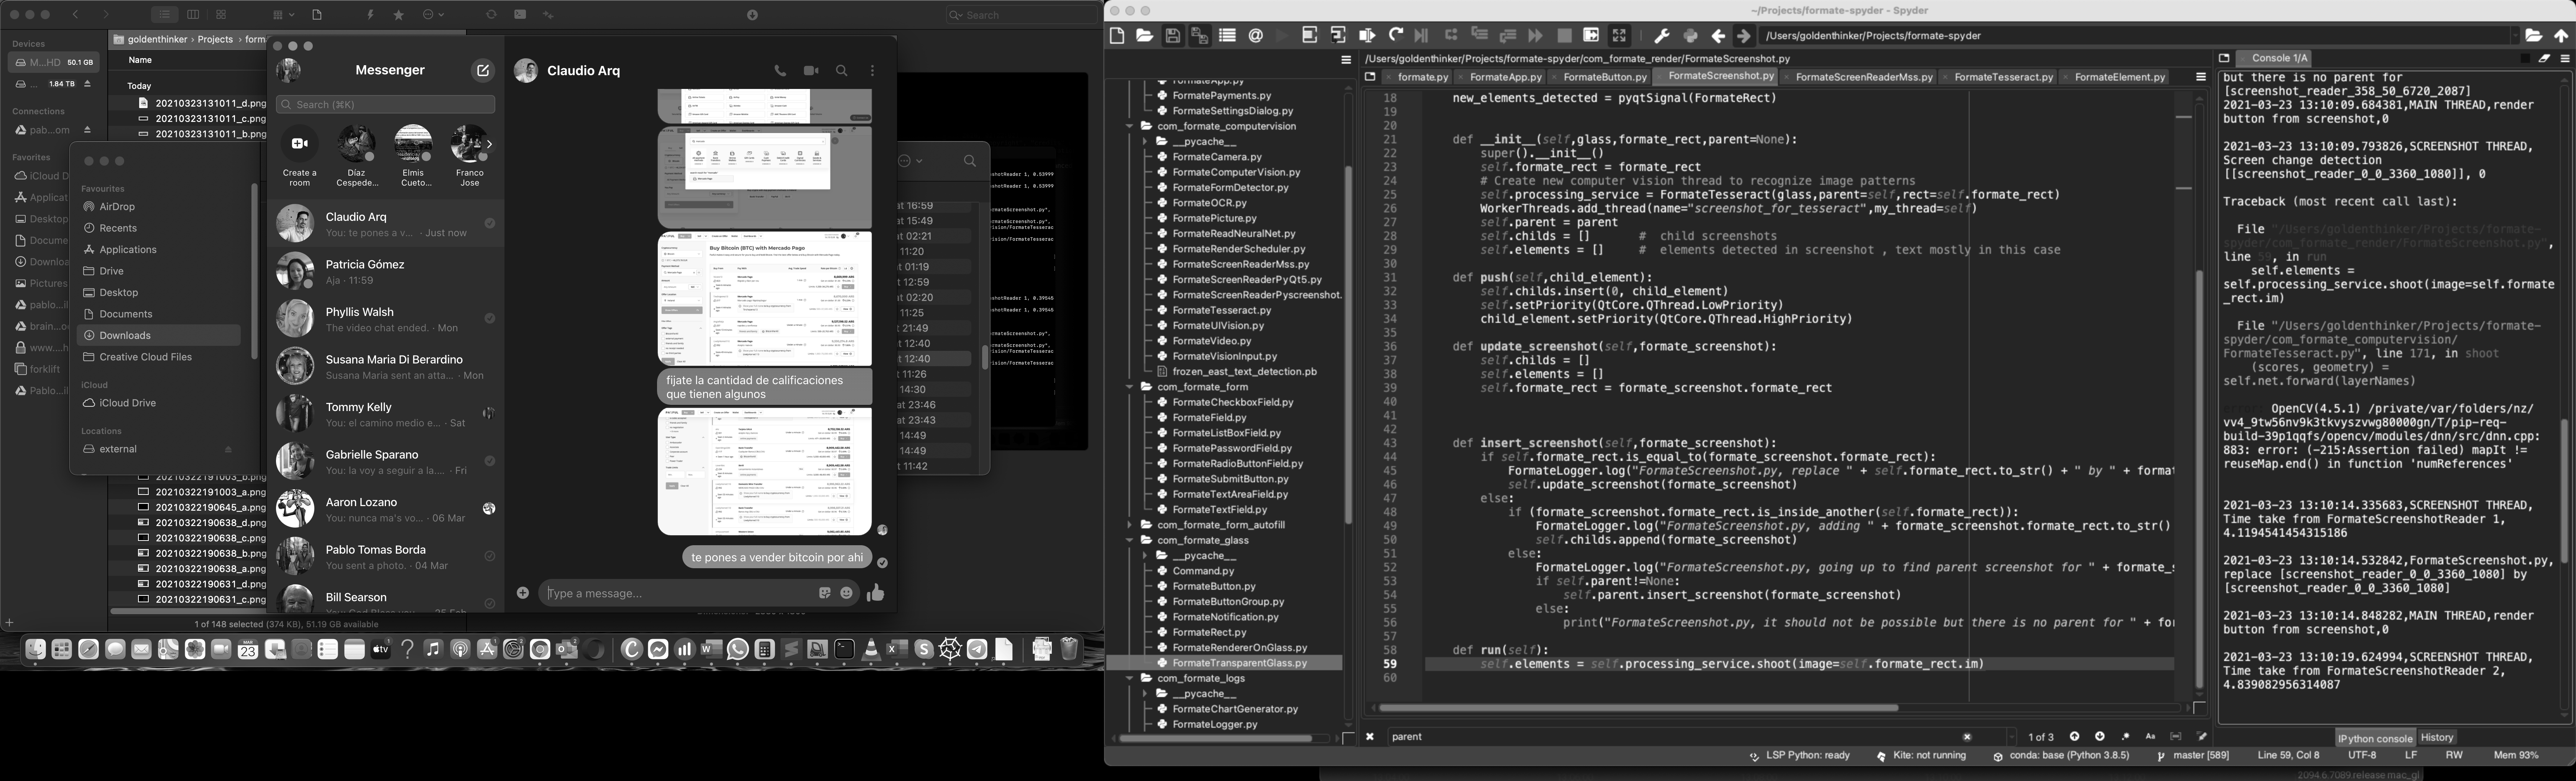 Search
Devices
M...HD 50.1 GB
... 1.84 TB
Connections
pab...om
Favorites
iCloud D
Applicat
Desktop
Docume
Downloa
Pictures
pablo...il
brain...o
www....h
forklift
Pablo...il
goldenthinker › Projects › form
Name
Today
20210323131011_d.png
20210323131011_c.png
20210323131011_b.png
20210322191003_b.png
20210322191003_a.png
20210322190645_a.png
20210322190638_d.png
20210322190638_c.png
20210322190638_b.png
20210322190638_a.png
20210322190631_d.png
20210322190631_c.png
1 of 148 selected (374 KB), 51.19 GB available
Favourites
AirDrop
Recents
Applications
Drive
Desktop
Documents
Downloads
Creative Cloud Files
iCloud
iCloud Drive
Locations
external
Messenger
Search (⌘K)
Create a room
Díaz Cespede...
Elmis Cueto...
Franco Jose
Claudio Arq
You: te pones a v... · Just now
Patricia Gómez
Aja · 11:59
Phyllis Walsh
The video chat ended. · Mon
Susana Maria Di Berardino
Susana Maria sent an atta... · Mon
Tommy Kelly
You: el camino medio e... · Sat
Gabrielle Sparano
You: la voy a seguir a la.... · Fri
Aaron Lozano
You: nunca ma's vo... · 06 Mar
Pablo Tomas Borda
You sent a photo. · 04 Mar
Bill Searson
Claudio Arq
Buy Bitcoin (BTC) with Mercado Pago
fijate la cantidad de calificaciones
que tienen algunos
te pones a vender bitcoin por ahi
Type a message...
at 16:59
at 15:49
at 02:21
11:20
at 01:19
12:59
at 02:20
11:25
at 21:49
12:40
12:40
11:26
14:30
at 23:46
at 23:43
14:49
14:49
11:42
~/Projects/formate-spyder - Spyder
/Users/goldenthinker/Projects/formate-spyder
FormateApp.py
FormatePayments.py
FormateSettingsDialog.py
com_formate_computervision
__pycache__
FormateCamera.py
FormateComputerVision.py
FormateFormDetector.py
FormateOCR.py
FormatePicture.py
FormateReadNeuralNet.py
FormateRenderScheduler.py
FormateScreenReaderMss.py
FormateScreenReaderPyQt5.py
FormateScreenReaderPyscreenshot.
FormateTesseract.py
FormateUIVision.py
FormateVideo.py
FormateVisionInput.py
frozen_east_text_detection.pb
com_formate_form
FormateCheckboxField.py
FormateField.py
FormateListBoxField.py
FormatePasswordField.py
FormateRadioButtonField.py
FormateSubmitButton.py
FormateTextAreaField.py
FormateTextField.py
com_formate_form_autofill
com_formate_glass
__pycache__
Command.py
FormateButton.py
FormateButtonGroup.py
FormateNotification.py
FormateRect.py
FormateRendererOnGlass.py
FormateTransparentGlass.py
com_formate_logs
__pycache__
FormateChartGenerator.py
FormateLogger.py
/Users/goldenthinker/Projects/formate-spyder/com_formate_render/FormateScreenshot.py
formate.py FormateApp.py FormateButton.py FormateScreenshot.py FormateScreenReaderMss.py FormateTesseract.py FormateElement.py
18 new_elements_detected = pyqtSignal(FormateRect)
19
20
21 def __init__(self,glass,formate_rect,parent=None):
22 super().__init__()
23 self.formate_rect = formate_rect
24 # Create new computer vision thread to recognize image patterns
25 self.processing_service = FormateTesseract(glass,parent=self,rect=self.formate_rect)
26 WorkerThreads.add_thread(name="screenshot_for_tesseract",my_thread=self)
27 self.parent = parent
28 self.childs = [] # child screenshots
29 self.elements = [] # elements detected in screenshot , text mostly in this case
30
31 def push(self,child_element):
32 self.childs.insert(0, child_element)
33 self.setPriority(QtCore.QThread.LowPriority)
34 child_element.setPriority(QtCore.QThread.HighPriority)
35
36 def update_screenshot(self,formate_screenshot):
37 self.childs = []
38 self.elements = []
39 self.formate_rect = formate_screenshot.formate_rect
40
41
42
43 def insert_screenshot(self,formate_screenshot):
44 if self.formate_rect.is_equal_to(formate_screenshot.formate_rect):
45 FormateLogger.log("FormateScreenshot.py, replace " + self.formate_rect.to_str() + " by " + format
46 self.update_screenshot(formate_screenshot)
47 else:
48 if (formate_screenshot.formate_rect.is_inside_another(self.formate_rect)):
49 FormateLogger.log("FormateScreenshot.py, adding " + formate_screenshot.formate_rect.to_str()
50 self.childs.append(formate_screenshot)
51 else:
52 FormateLogger.log("FormateScreenshot.py, going up to find parent screenshot for " + formate_s
53 if self.parent!=None:
54 self.parent.insert_screenshot(formate_screenshot)
55 else:
56 print("FormateScreenshot.py, it should not be possible but there is no parent for " + for
57
58 def run(self):
59 self.elements = self.processing_service.shoot(image=self.formate_rect.im)
60
parent
1 of 3
Console 1/A
but there is no parent for
[screenshot_reader_358_50_6720_2087]
2021-03-23 13:10:09.684381,MAIN THREAD,render
button from screenshot,0
2021-03-23 13:10:09.793826,SCREENSHOT THREAD,
Screen change detection
[[screenshot_reader_0_0_3360_1080]], 0
Traceback (most recent call last):
File "/Users/goldenthinker/Projects/formate-
spyder/com_formate_render/FormateScreenshot.py",
line 59, in run
self.elements =
self.processing_service.shoot(image=self.formate
_rect.im)
File "/Users/goldenthinker/Projects/formate-
spyder/com_formate_computervision/
FormateTesseract.py", line 171, in shoot
(scores, geometry) =
self.net.forward(layerNames)
OpenCV(4.5.1) /private/var/folders/nz/
vv4_9tw56nv9k3tkvyszvwg80000gn/T/pip-req-
build-39p1qqfs/opencv/modules/dnn/src/dnn.cpp:
883: error: (-215:Assertion failed) mapIt !=
reuseMap.end() in function 'numReferences'
2021-03-23 13:10:14.335683,SCREENSHOT THREAD,
Time take from FormateScreenshotReader 1,
4.1194541454315186
2021-03-23 13:10:14.532842,FormateScreenshot.py,
replace [screenshot_reader_0_0_3360_1080] by
[screenshot_reader_0_0_3360_1080]
2021-03-23 13:10:14.848282,MAIN THREAD,render
button from screenshot,0
2021-03-23 13:10:19.624994,SCREENSHOT THREAD,
Time take from FormateScreenshotReader 2,
4.839082956314087
IPython console History
LSP Python: ready Kite: not running conda: base (Python 3.8.5) master [589] Line 59, Col 8 UTF-8 LF RW Mem 93%
2094.6.7089.release mac_gl